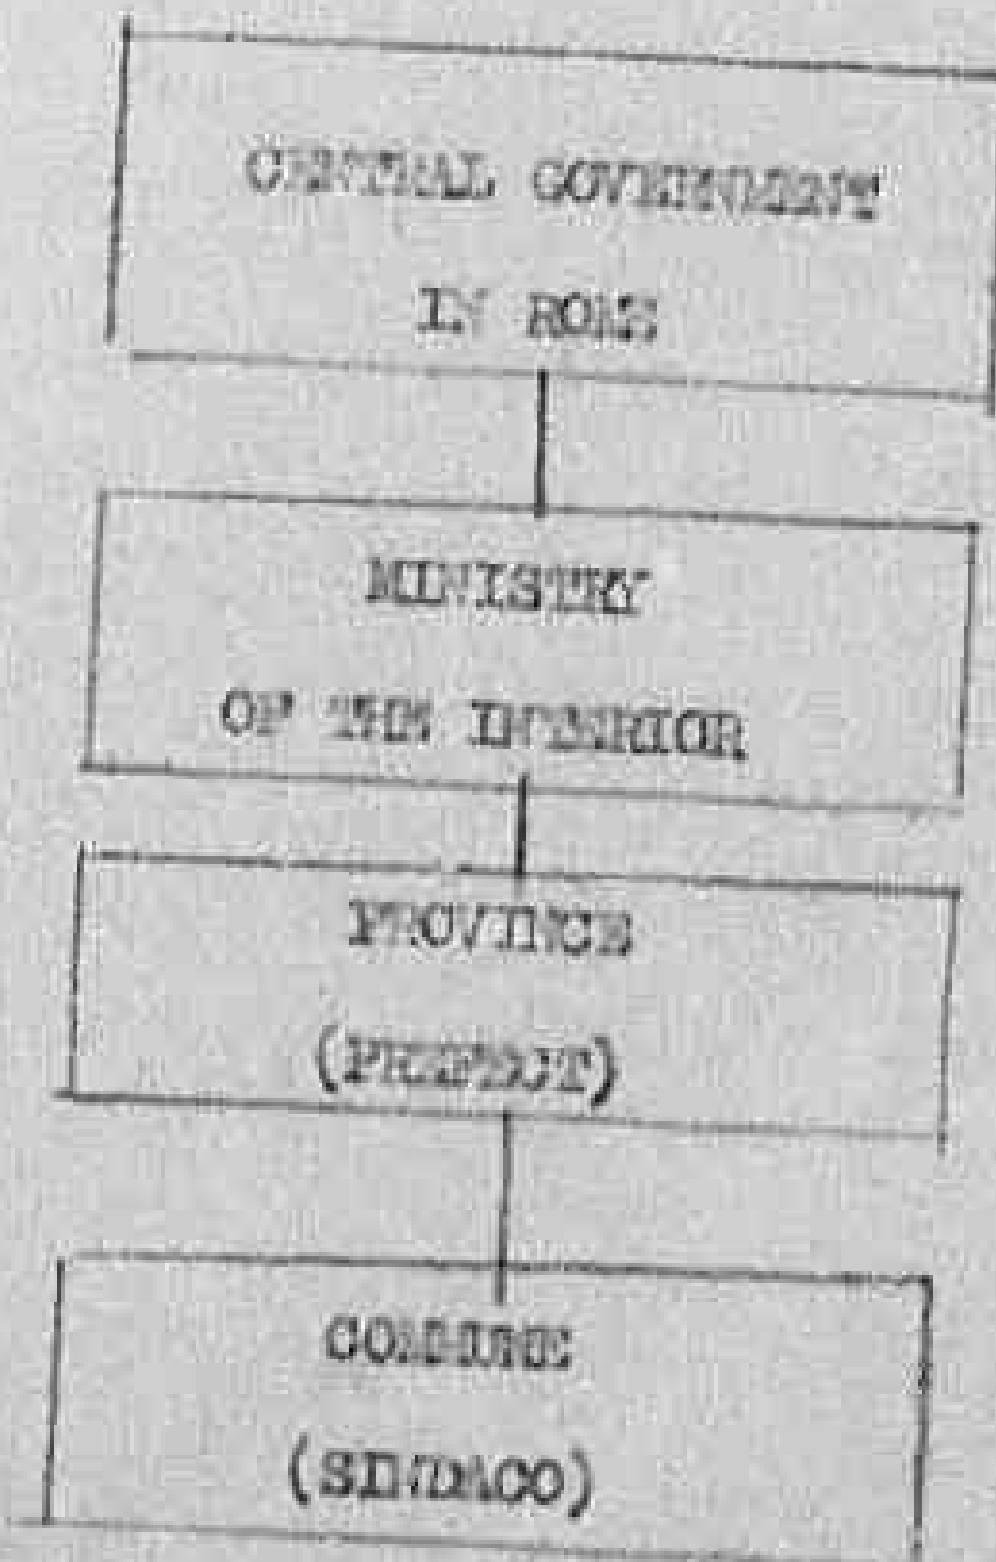 CENTRAL GOVERNMENT
IN ROME
MINISTRY
OF THE INTERIOR
PROVINCE
(PREFECT)
COMMUNE
(SINDACO)